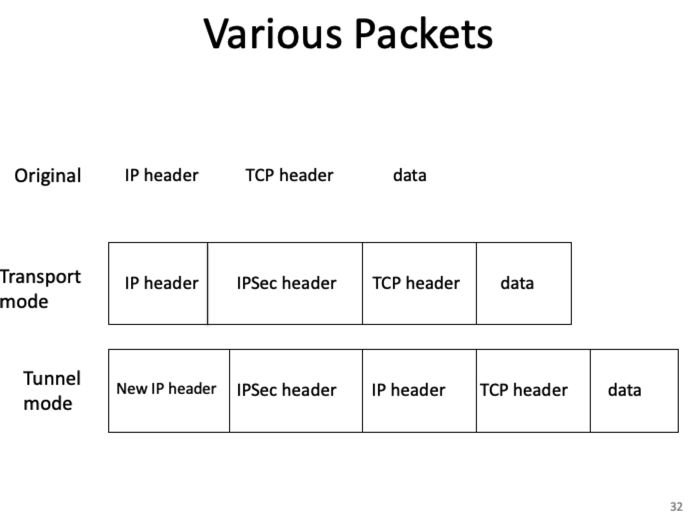 Various Packets
Original IP header TCP header data
Transport
mode
IP header IPSec header TCP header data
Tunnel
mode
New IP header IPSec header IP header TCP header data
32